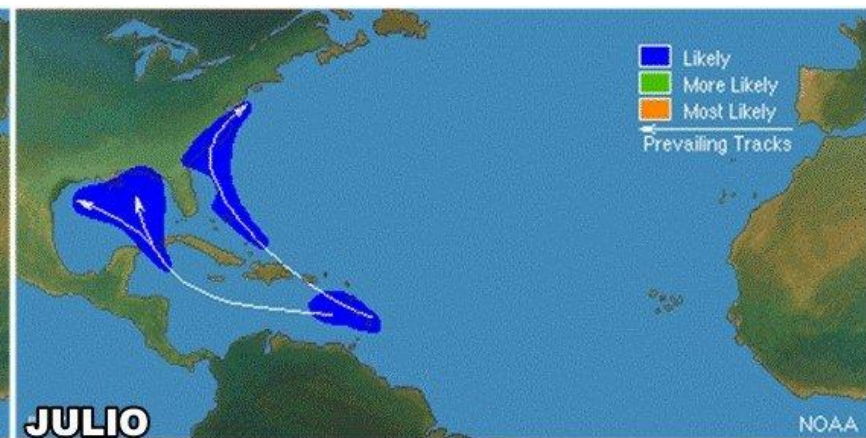 Likely
More Likely
Most Likely
Prevailing Tracks
JULIO
NOAA